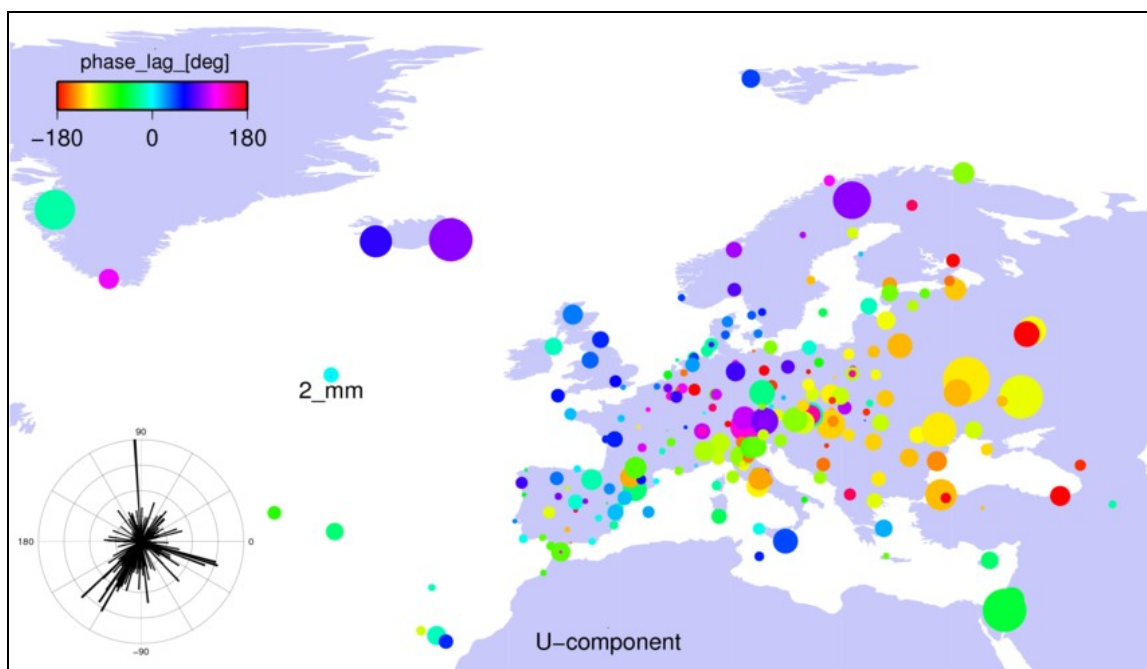 phase_lag_[deg]
−180 0 180
2_mm
90
180 0
−90
U−component